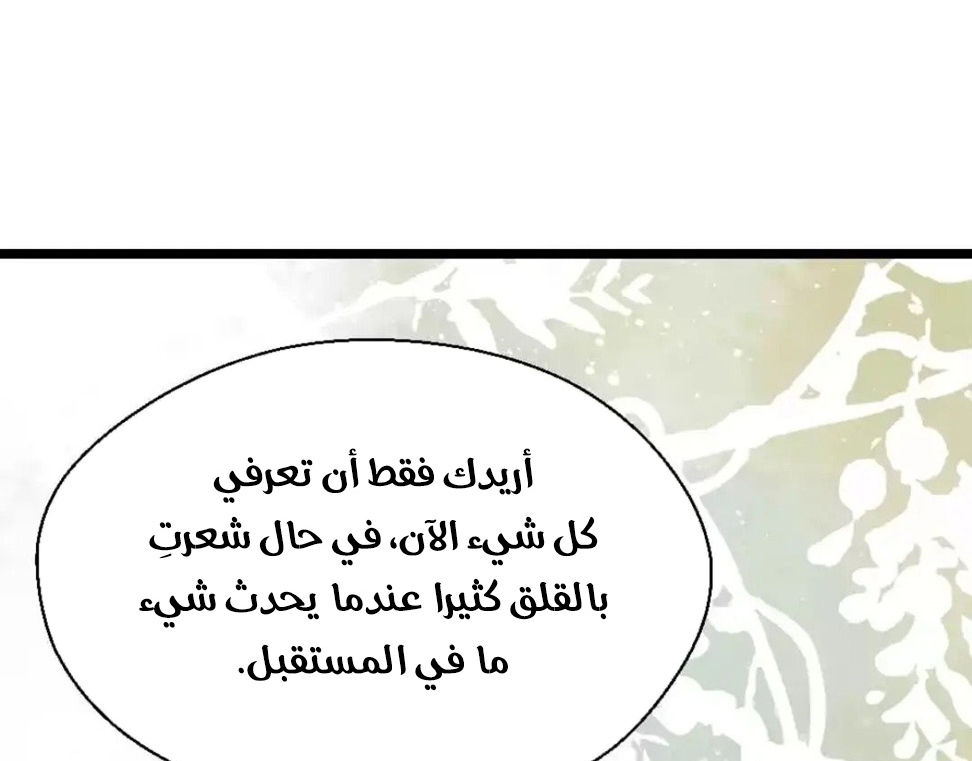 أريدك فقط أن تعرفي
كل شيء الآن، في حال شعرتِ
بالقلق كثيرا عندما يحدث شيء
ما في المستقبل.